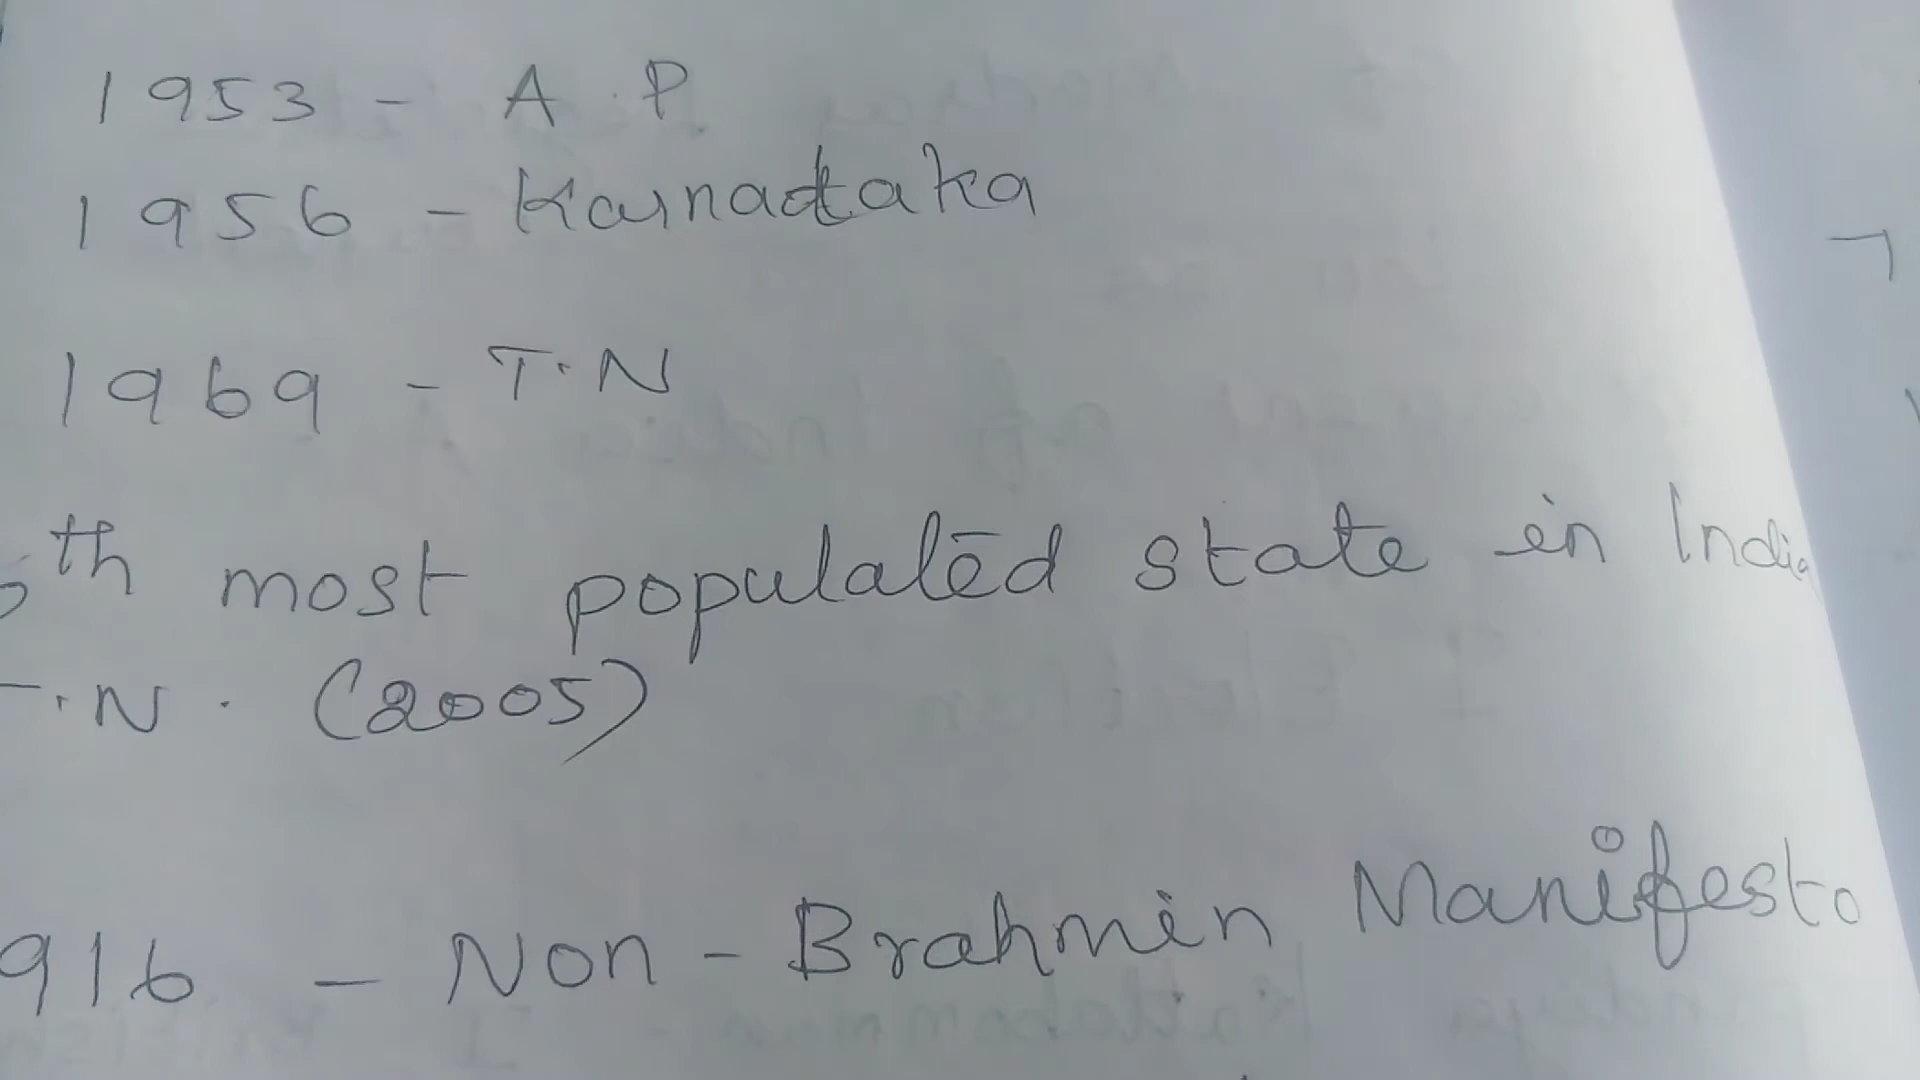 1953 - A.P
1956 - Karnataka
1969 - T.N
th most populated state in India
.N. (2005)
916 - Non-Brahmin Manifesto